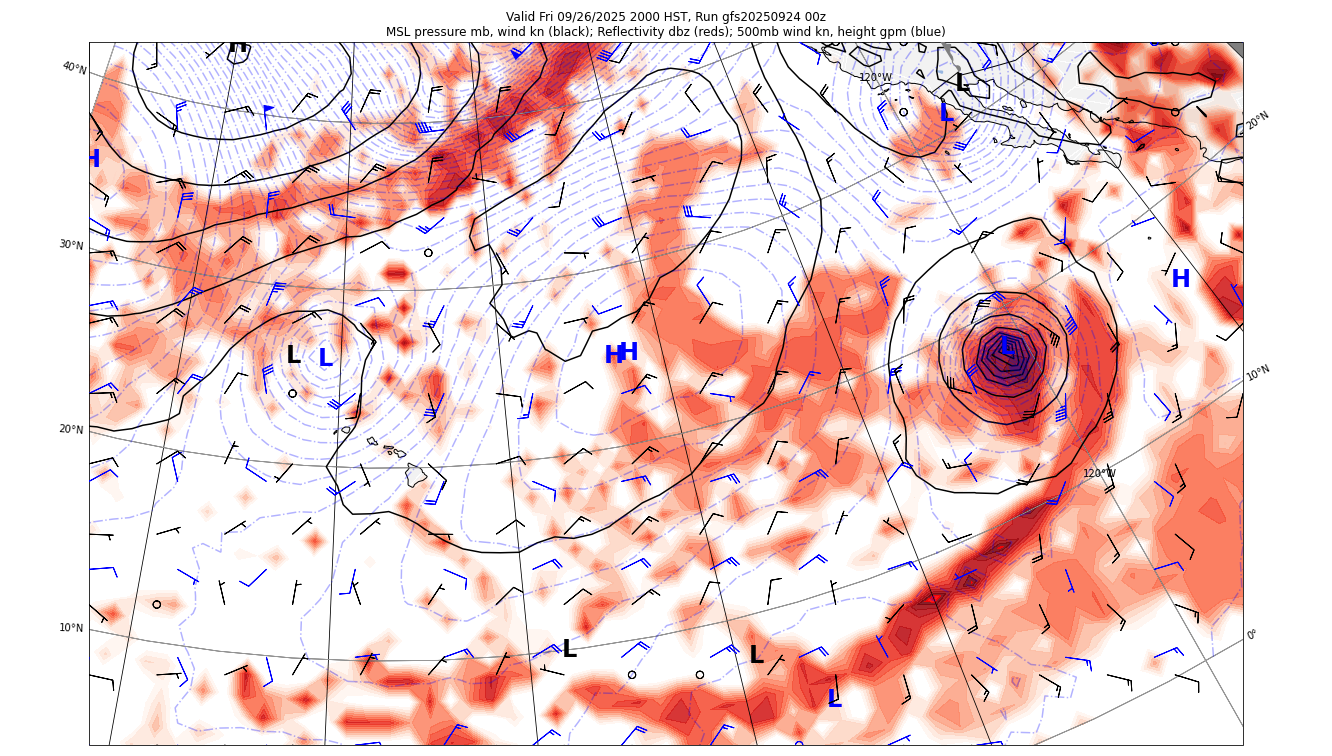 Valid Fri 09/26/2025 2000 HST, Run gfs20250924 00z
MSL pressure mb, wind kn (black); Reflectivity dbz (reds); 500mb wind kn, height gpm (blue)
H
40°N
120°W
L
L
20°N
H
30°N
H
L
L
H
H
L
10°N
20°N
120°W
10°N
0°
L
L
L